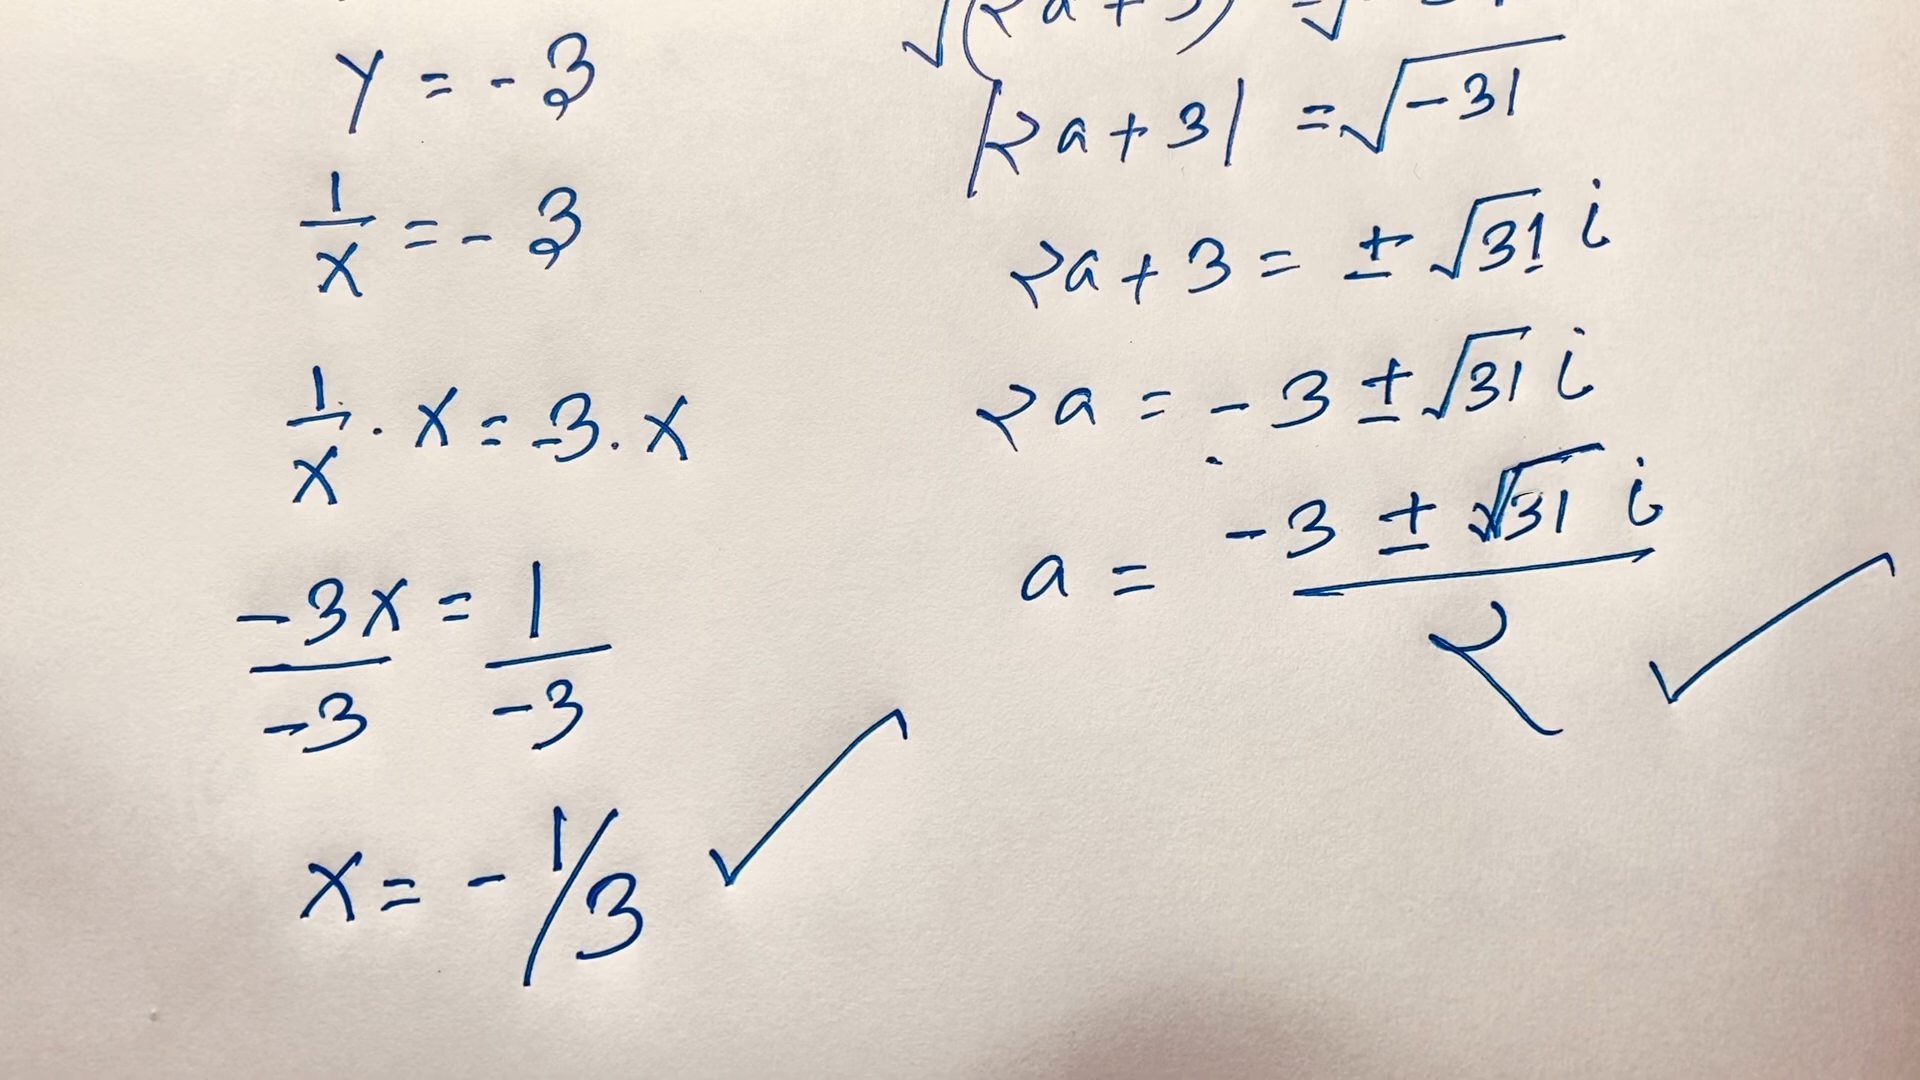 y = -3
1/x = -3
1/x · x = -3 · x
-3x/-3 = 1/-3
x = -1/3
|2a + 3| = √-31
2a + 3 = ± √31 i
2a = -3 ± √31 i
a = (-3 ± √31 i)/2